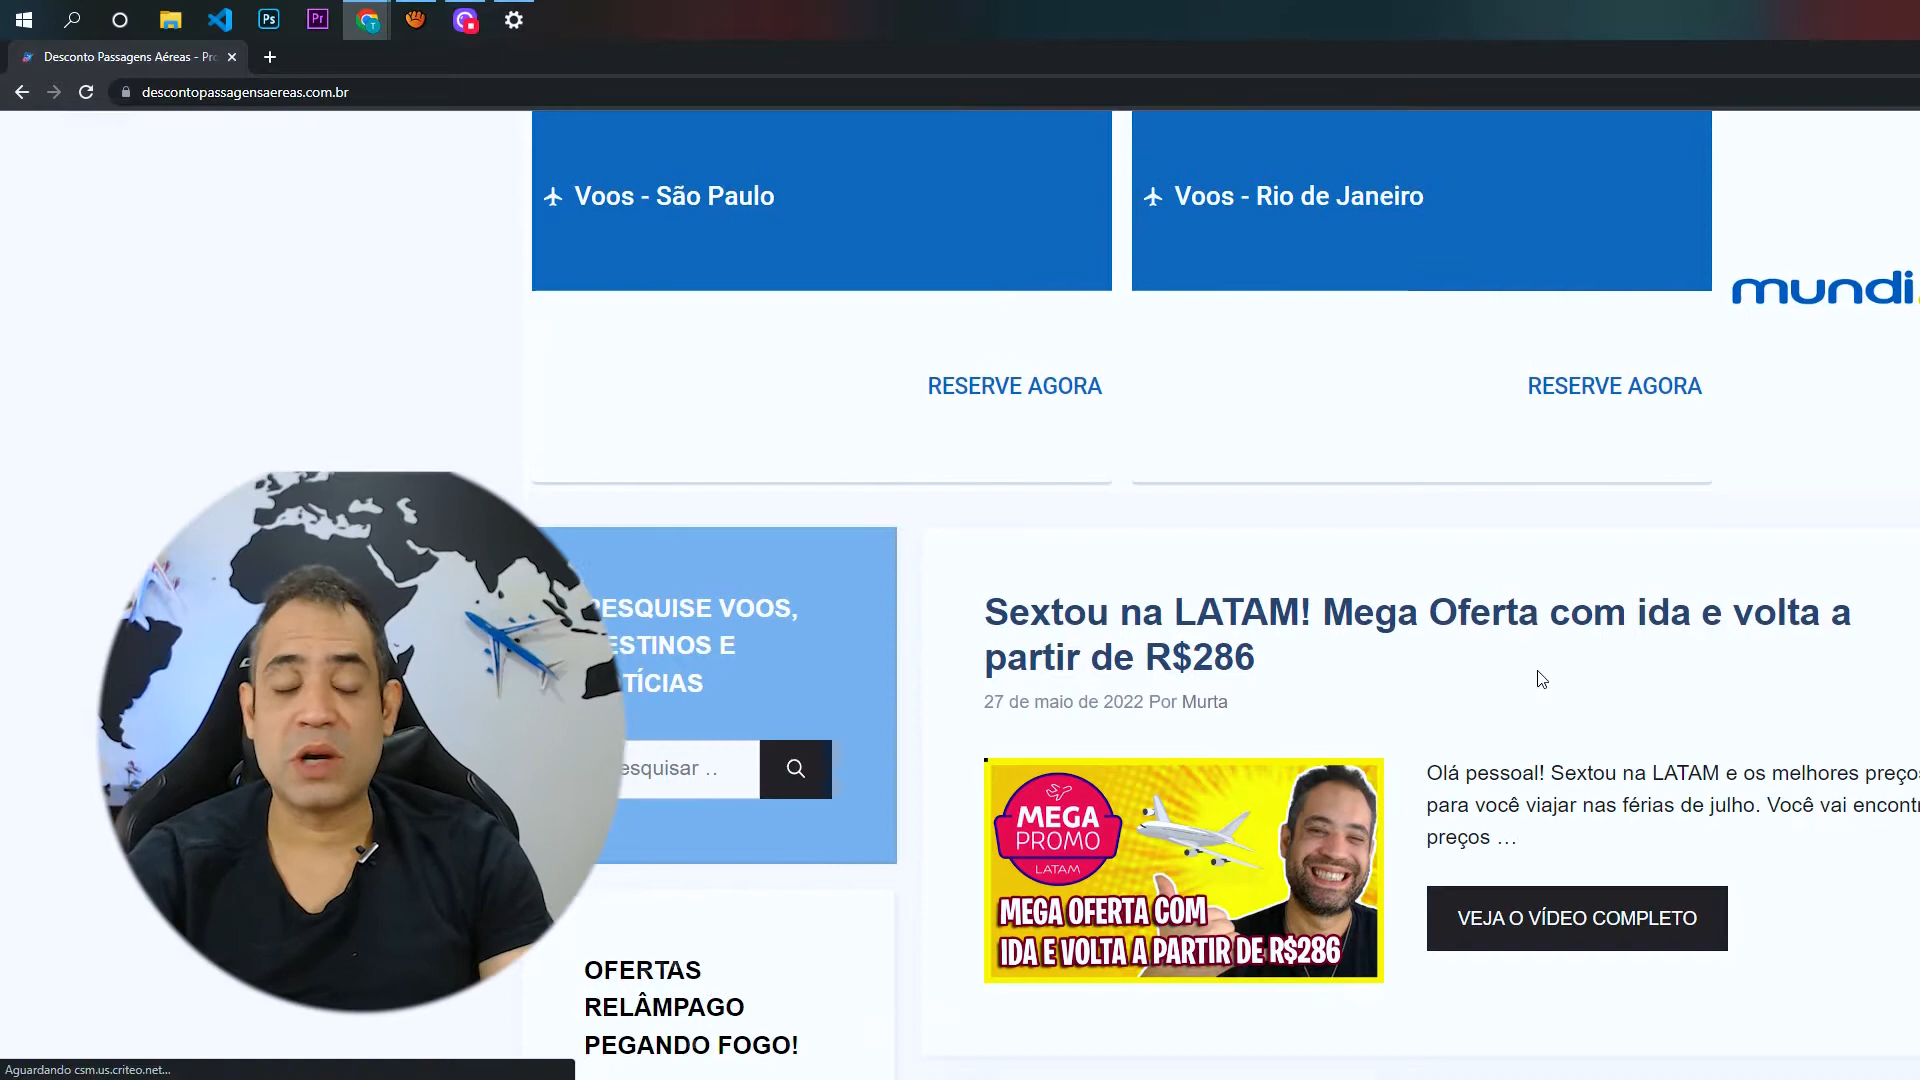 Ps
Pr
T
Desconto Passagens Aéreas - Pro
descontopassagensaereas.com.br
Voos - São Paulo
Voos - Rio de Janeiro
mundi
RESERVE AGORA
RESERVE AGORA
PESQUISE VOOS,
ESTINOS E
TÍCIAS
esquisar ..
Sextou na LATAM! Mega Oferta com ida e volta a
partir de R$286
27 de maio de 2022 Por Murta
MEGA
PROMO
LATAM
MEGA OFERTA COM
IDA E VOLTA A PARTIR DE R$286
Olá pessoal! Sextou na LATAM e os melhores preços
para você viajar nas férias de julho. Você vai encontr
preços …
VEJA O VÍDEO COMPLETO
OFERTAS
RELÂMPAGO
PEGANDO FOGO!
Aguardando csm.us.criteo.net...